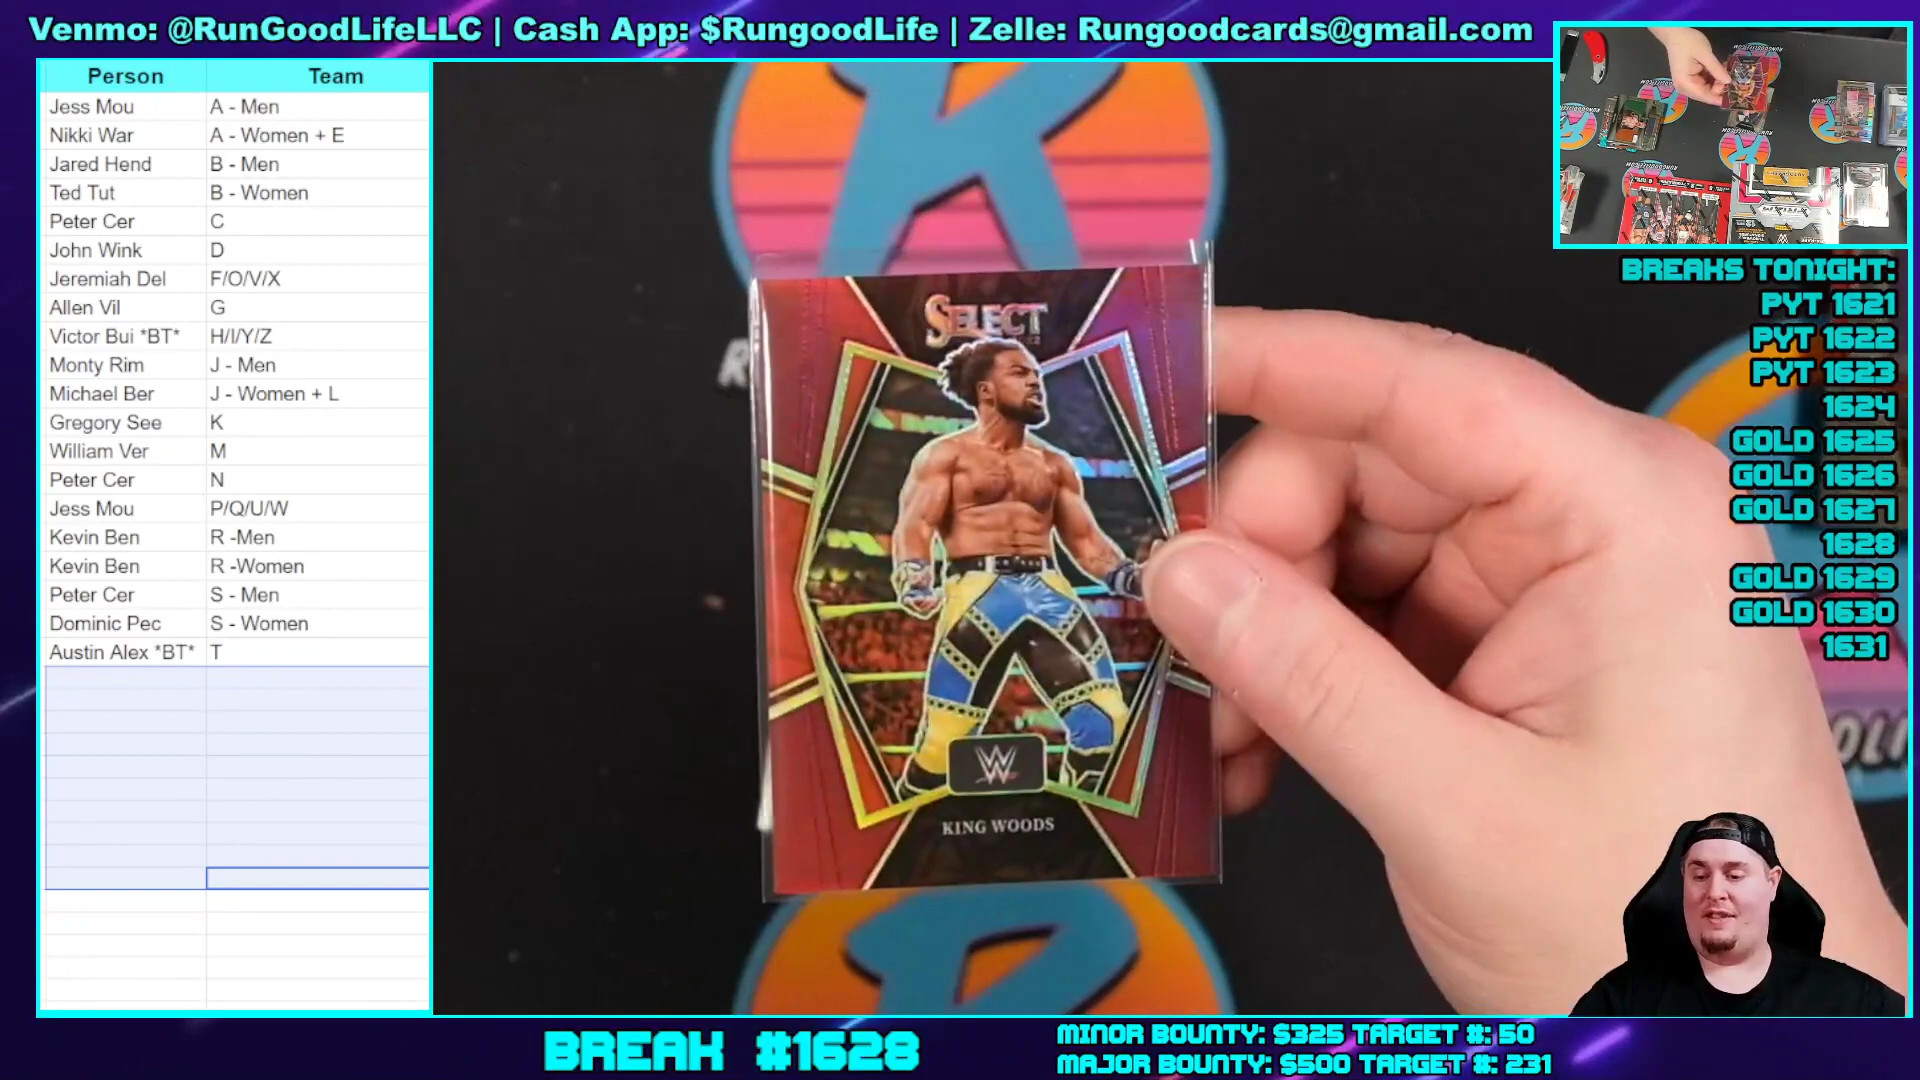 Venmo: @RunGoodLifeLLC | Cash App: $RungoodLife | Zelle: Rungoodcards@gmail.com
Person Team
Jess Mou A - Men
Nikki War A - Women + E
Jared Hend B - Men
Ted Tut B - Women
Peter Cer C
John Wink D
Jeremiah Del F/O/V/X
Allen Vil G
Victor Bui *BT* H/I/Y/Z
Monty Rim J - Men
Michael Ber J - Women + L
Gregory See K
William Ver M
Peter Cer N
Jess Mou P/Q/U/W
Kevin Ben R -Men
Kevin Ben R -Women
Peter Cer S - Men
Dominic Pec S - Women
Austin Alex *BT* T
SELECT
W
KING WOODS
BREAKS TONIGHT:
PYT 1621
PYT 1622
PYT 1623
1624
GOLD 1625
GOLD 1626
GOLD 1627
1628
GOLD 1629
GOLD 1630
1631
BREAK #1628
MINOR BOUNTY: $325 TARGET #: 50
MAJOR BOUNTY: $500 TARGET #: 231